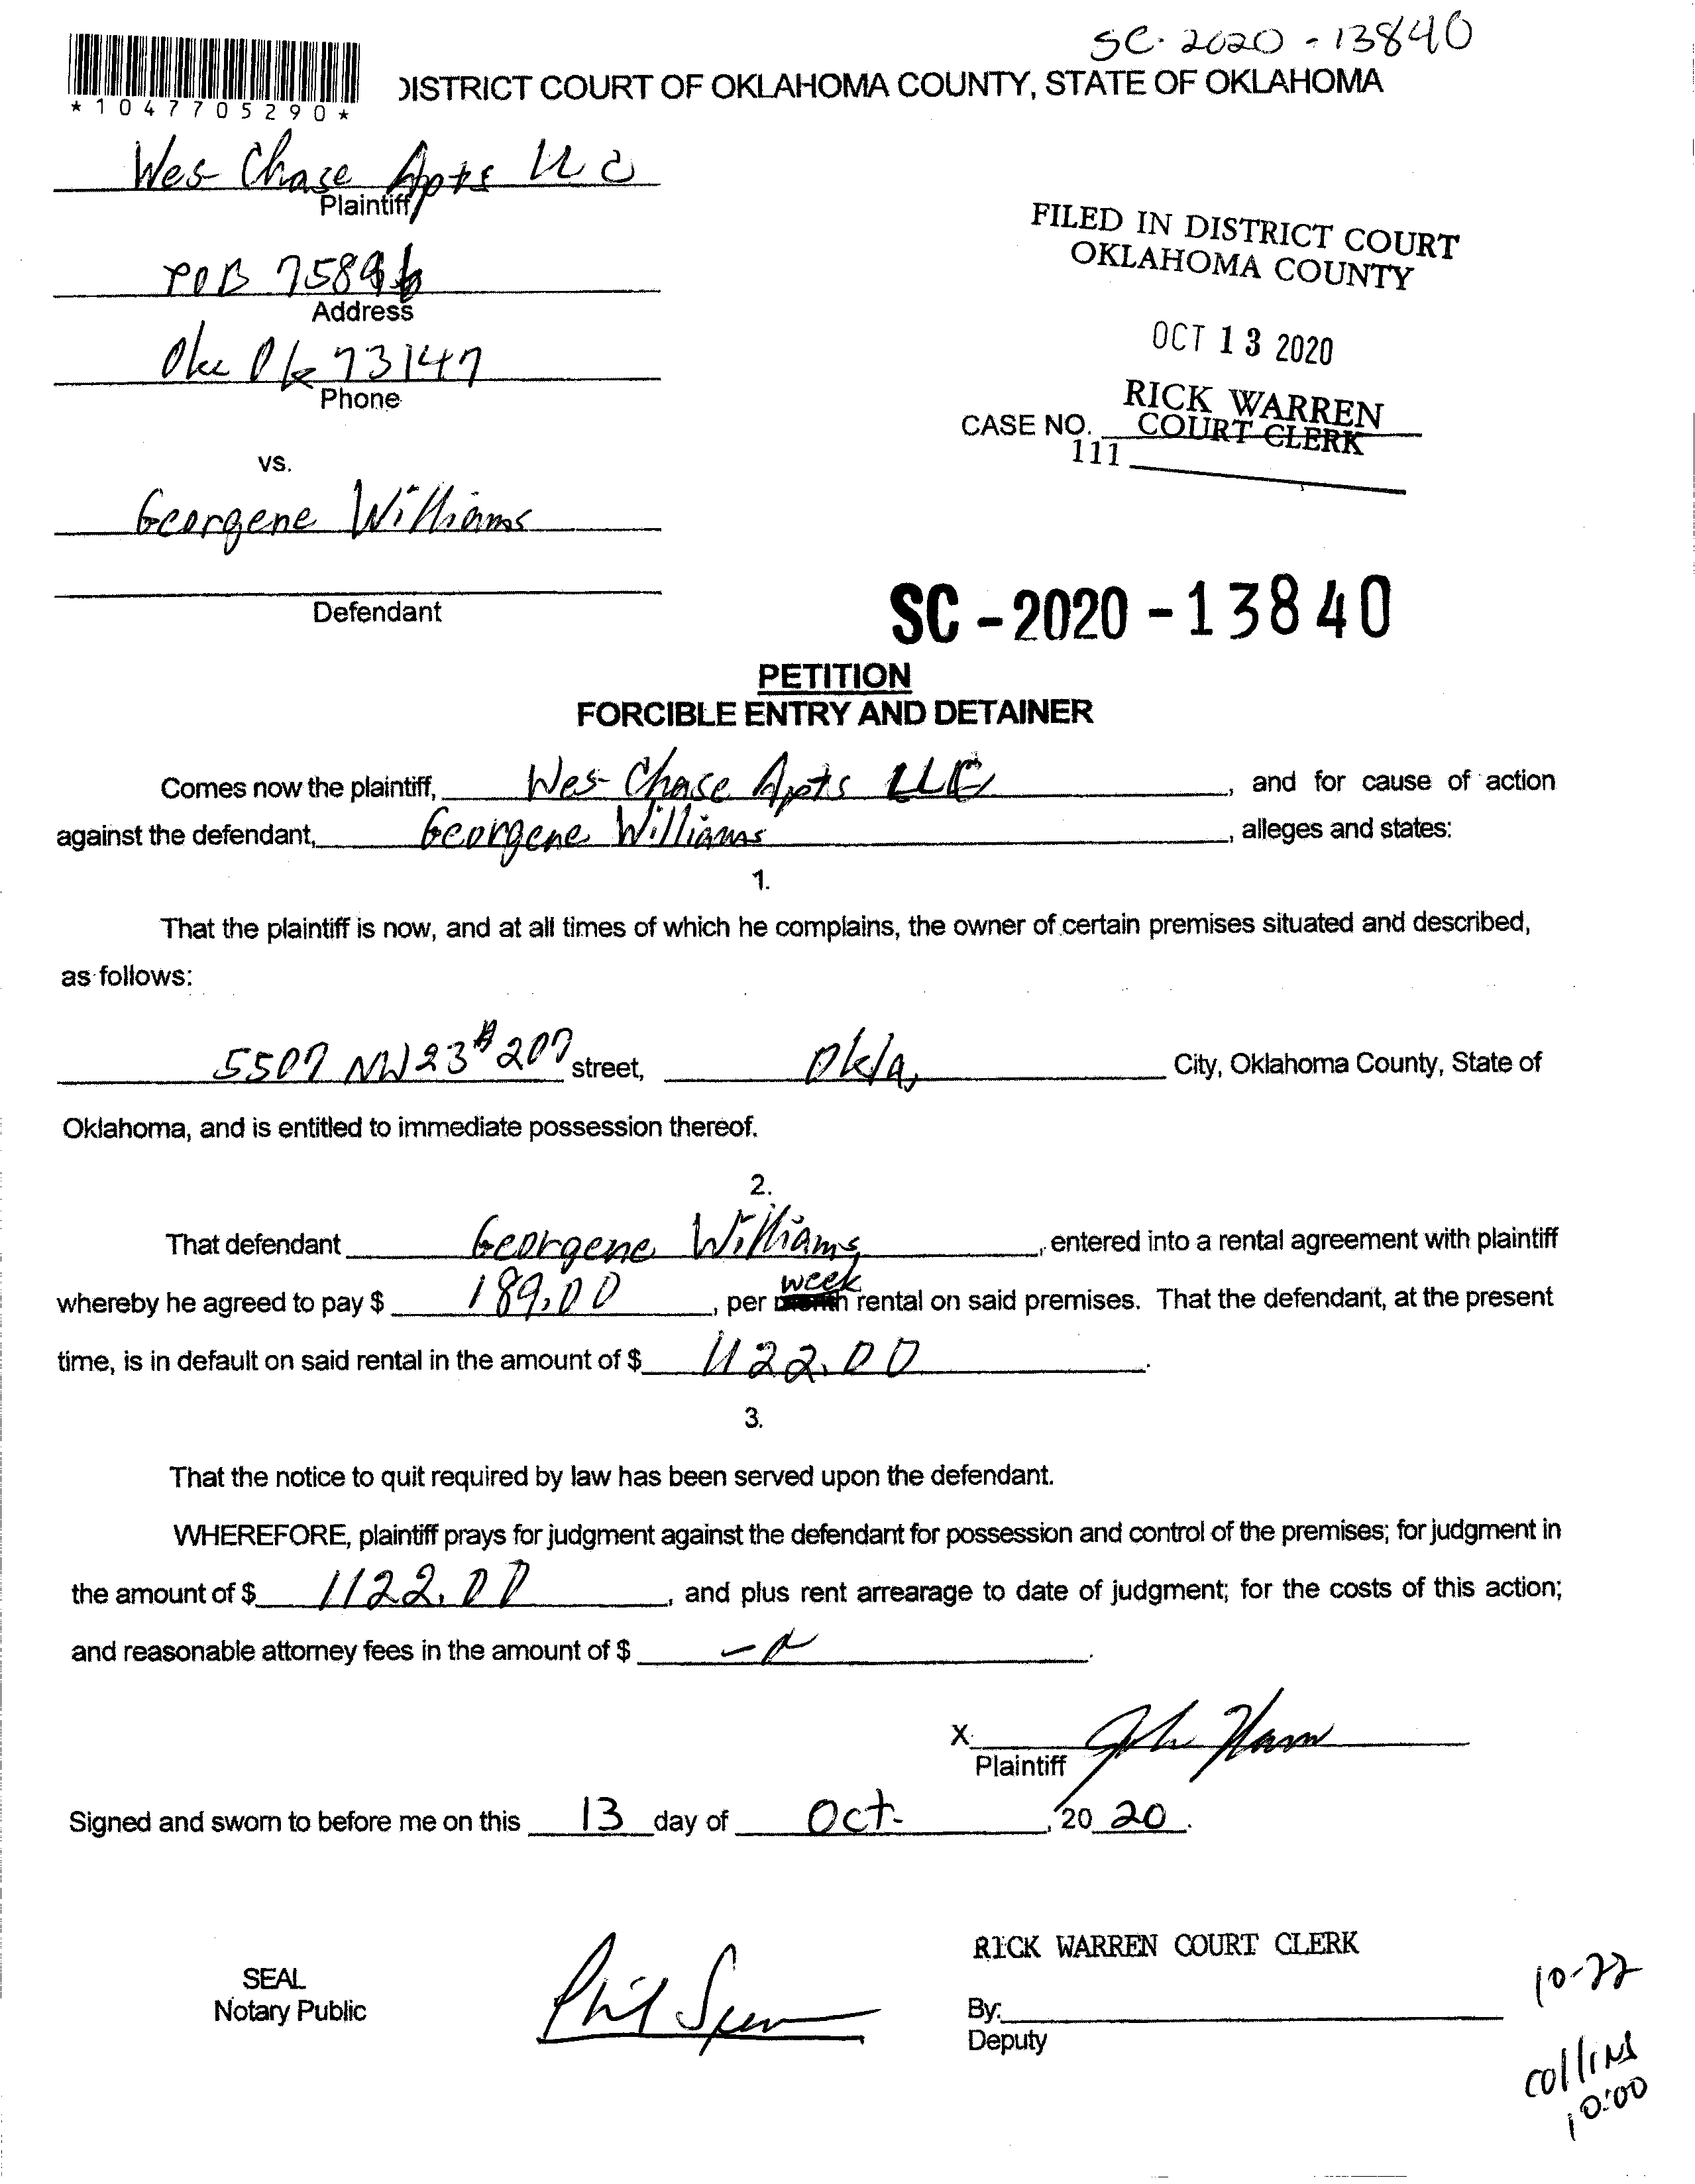 SC-2020-13840
*1047705290*
DISTRICT COURT OF OKLAHOMA COUNTY, STATE OF OKLAHOMA
Wes Chase Apts LLC
Plaintiff
POB
Address
Okc Ok 73147
Phone
vs.
Georgene Williams
Defendant
FILED IN DISTRICT COURT
OKLAHOMA COUNTY
OCT 13 2020
RICK WARREN
CASE NO. COURT CLERK
111
SC-2020-13840
PETITION
FORCIBLE ENTRY AND DETAINER
Comes now the plaintiff, Wes-Chase Apts LLC, and for cause of action
against the defendant, Georgene Williams, alleges and states:
1.
That the plaintiff is now, and at all times of which he complains, the owner of certain premises situated and described,
as follows:
5507 NW 23 # 207 street, Okla, City, Oklahoma County, State of
Oklahoma, and is entitled to immediate possession thereof.
2.
That defendant Georgene Williams, entered into a rental agreement with plaintiff
whereby he agreed to pay $ 189.00, per month week rental on said premises. That the defendant, at the present
time, is in default on said rental in the amount of $ 1122.00.
3.
That the notice to quit required by law has been served upon the defendant.
WHEREFORE, plaintiff prays for judgment against the defendant for possession and control of the premises; for judgment in
the amount of $ 1122.00, and plus rent arrearage to date of judgment; for the costs of this action;
and reasonable attorney fees in the amount of $
X
Plaintiff
Signed and sworn to before me on this 13 day of Oct-, 20 20.
SEAL
Notary Public
RICK WARREN COURT CLERK
By:
Deputy
10-22
Collins
10:00